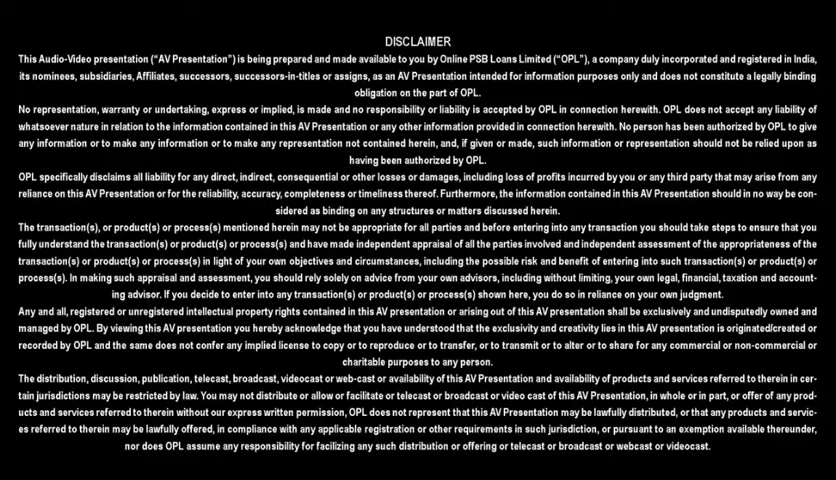 DISCLAIMER
This Audio-Video presentation (“AV Presentation”) is being prepared and made available to you by Online PSB Loans Limited (“OPL”), a company duly incorporated and registered in India,
its nominees, subsidiaries, Affiliates, successors, successors-in-titles or assigns, as an AV Presentation intended for information purposes only and does not constitute a legally binding
obligation on the part of OPL.
No representation, warranty or undertaking, express or implied, is made and no responsibility or liability is accepted by OPL in connection herewith. OPL does not accept any liability of
whatsoever nature in relation to the information contained in this AV Presentation or any other information provided in connection herewith. No person has been authorized by OPL to give
any information or to make any information or to make any representation not contained herein, and, if given or made, such information or representation should not be relied upon as
having been authorized by OPL.
OPL specifically disclaims all liability for any direct, indirect, consequential or other losses or damages, including loss of profits incurred by you or any third party that may arise from any
reliance on this AV Presentation or for the reliability, accuracy, completeness or timeliness thereof. Furthermore, the information contained in this AV Presentation should in no way be con-
sidered as binding on any structures or matters discussed herein.
The transaction(s), or product(s) or process(s) mentioned herein may not be appropriate for all parties and before entering into any transaction you should take steps to ensure that you
fully understand the transaction(s) or product(s) or process(s) and have made independent appraisal of all the parties involved and independent assessment of the appropriateness of the
transaction(s) or product(s) or process(s) in light of your own objectives and circumstances, including the possible risk and benefit of entering into such transaction(s) or product(s) or
process(s). In making such appraisal and assessment, you should rely solely on advice from your own advisors, including without limiting, your own legal, financial, taxation and account-
ing advisor. If you decide to enter into any transaction(s) or product(s) or process(s) shown here, you do so in reliance on your own judgment.
Any and all, registered or unregistered intellectual property rights contained in this AV presentation or arising out of this AV presentation shall be exclusively and undisputedly owned and
managed by OPL. By viewing this AV presentation you hereby acknowledge that you have understood that the exclusivity and creativity lies in this AV presentation is originated/created or
recorded by OPL and the same does not confer any implied license to copy or to reproduce or to transfer, or to transmit or to alter or to share for any commercial or non-commercial or
charitable purposes to any person.
The distribution, discussion, publication, telecast, broadcast, videocast or web-cast or availability of this AV Presentation and availability of products and services referred to therein in cer-
tain jurisdictions may be restricted by law. You may not distribute or allow or facilitate or telecast or broadcast or video cast of this AV Presentation, in whole or in part, or offer of any prod-
ucts and services referred to therein without our express written permission, OPL does not represent that this AV Presentation may be lawfully distributed, or that any products and servic-
es referred to therein may be lawfully offered, in compliance with any applicable registration or other requirements in such jurisdiction, or pursuant to an exemption available thereunder,
nor does OPL assume any responsibility for facilizing any such distribution or offering or telecast or broadcast or webcast or videocast.